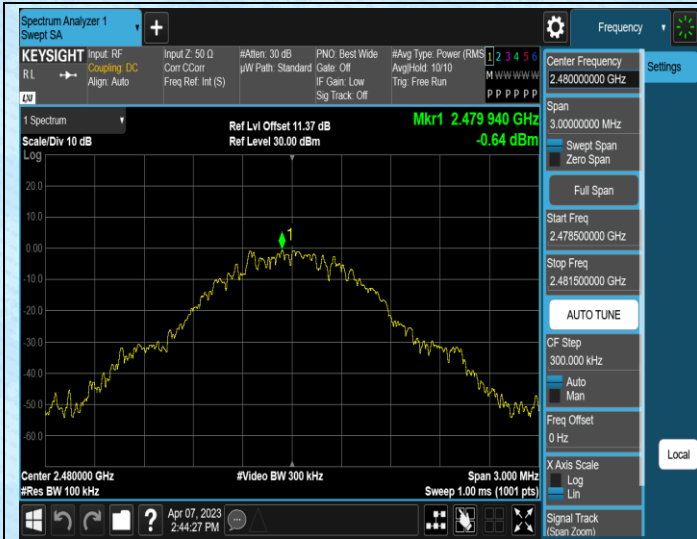 Spectrum Analyzer 1
Swept SA
+
Frequency
KEYSIGHT
RL
LXI
Input: RF
Coupling: DC
Align: Auto
Input Z: 50 Ω
Corr CCorr
Freq Ref: Int (S)
#Atten: 30 dB
µW Path: Standard
PNO: Best Wide
Gate: Off
IF Gain: Low
Sig Track: Off
#Avg Type: Power (RMS
Avg|Hold: 10/10
Trig: Free Run
1 2 3 4 5 6
M W W W W W
P P P P P P
1 Spectrum
Scale/Div 10 dB
Ref Lvl Offset 11.37 dB
Ref Level 30.00 dBm
Mkr1 2.479 940 GHz
-0.64 dBm
Log
20.0
10.0
0.00
-10.0
-20.0
-30.0
-40.0
-50.0
-60.0
1
Center 2.480000 GHz
#Res BW 100 kHz
#Video BW 300 kHz
Span 3.000 MHz
Sweep 1.00 ms (1001 pts)
?
Apr 07, 2023
2:44:27 PM
Center Frequency
2.480000000 GHz
Span
3.00000000 MHz
Swept Span
Zero Span
Full Span
Start Freq
2.478500000 GHz
Stop Freq
2.481500000 GHz
AUTO TUNE
CF Step
300.000 kHz
Auto
Man
Freq Offset
0 Hz
X Axis Scale
Log
Lin
Signal Track
(Span Zoom)
Settings
Local